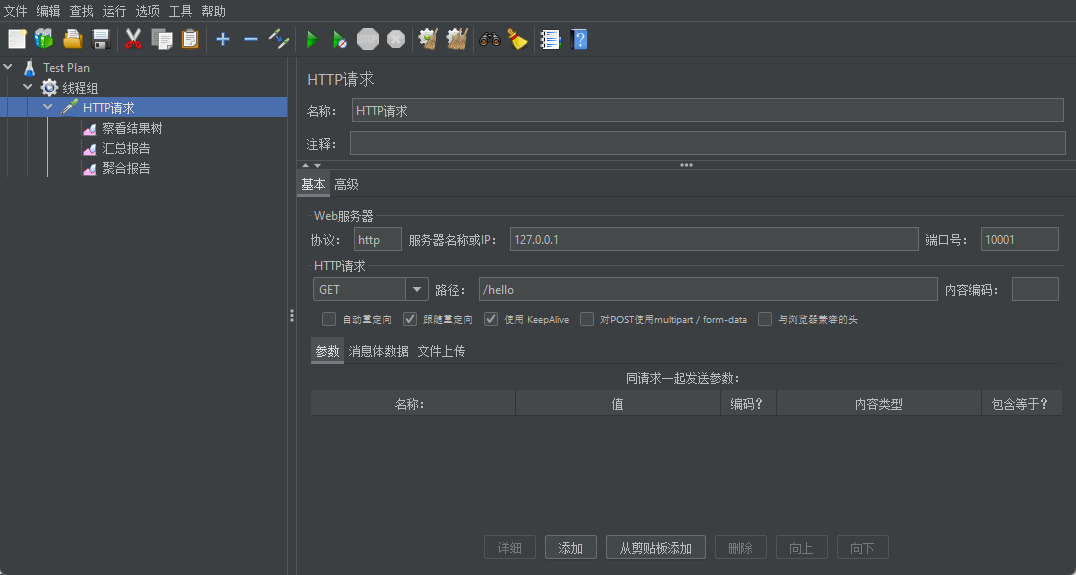 文件 编辑 查找 运行 选项 工具 帮助
Test Plan
线程组
HTTP请求
察看结果树
汇总报告
聚合报告
HTTP请求
名称： HTTP请求
注释：
基本 高级
Web服务器
协议： http 服务器名称或IP： 127.0.0.1 端口号： 10001
HTTP请求
GET 路径： /hello 内容编码：
自动重定向 跟随重定向 使用 KeepAlive 对POST使用multipart / form-data 与浏览器兼容的头
参数 消息体数据 文件上传
同请求一起发送参数：
名称： 值 编码？ 内容类型 包含等于？
详细 添加 从剪贴板添加 删除 向上 向下